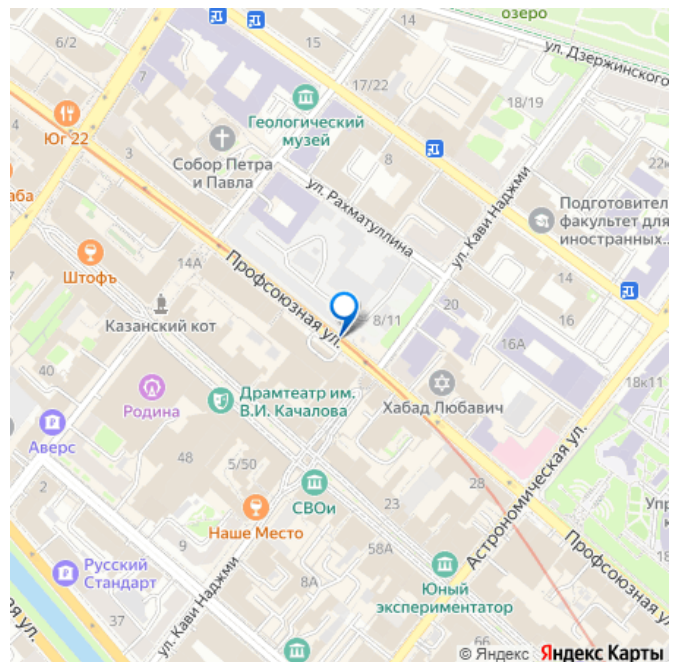 озеро
6/2
15
ул. Дзержинского
7
17/22
18/19
4
Юг 22
Геологический
музей
3
8
22
Собор Петра
и Павла
аба
ул. Рахматуллина
ул. Кави Наджми
Подготовител
факультет для
иностранных...
Штофъ
14А
Профсоюзная ул.
14
20
8/11
16
Казанский кот
16А
40
Родина
Драмтеатр им.
В.И. Качалова
Хабад Любавич
18к11
Аверс
48
5/50
2
СВОи
28
Астрономическая ул.
Наше Место
23
Упр
к
9
58А
Профсоюзная ул
Русский
Стандарт
8А
Юный
экспериментатор
37
ул. Кави Наджми
ая ул.
66
© Яндекс Яндекс Карты